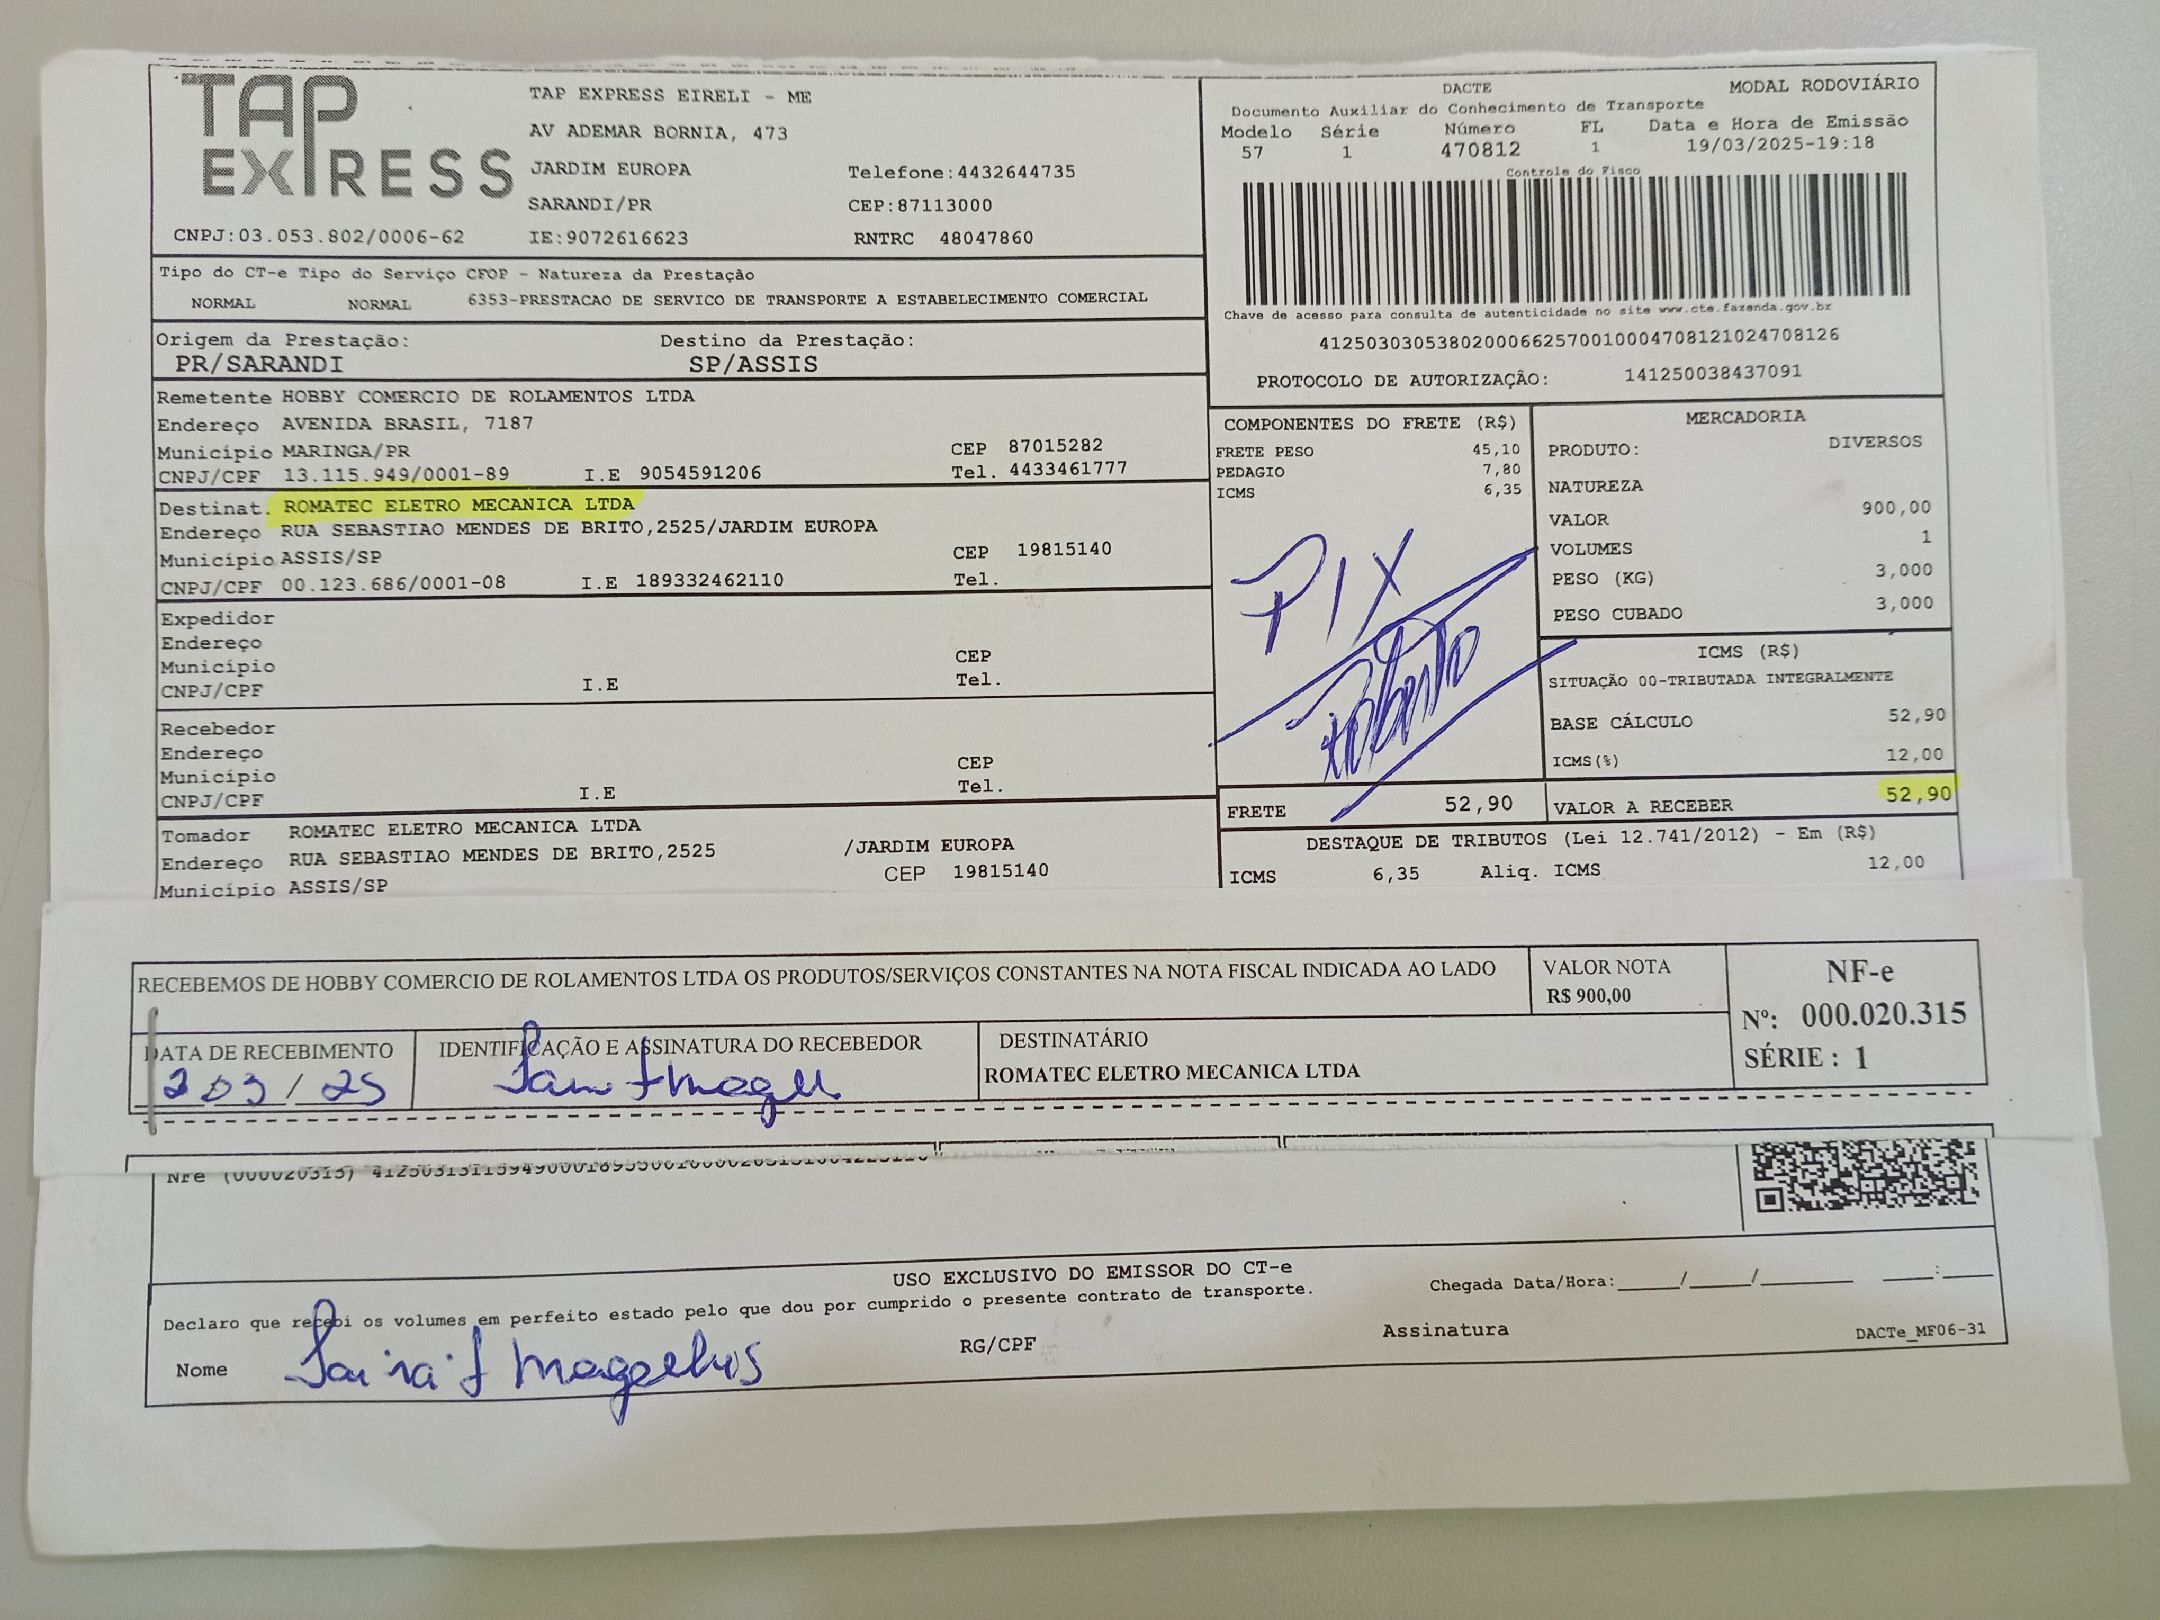 TAP EXPRESS
TAP EXPRESS EIRELI - ME
AV ADEMAR BORNIA, 473
JARDIM EUROPA Telefone:4432644735
SARANDI/PR CEP:87113000
CNPJ:03.053.802/0006-62 IE:9072616623 RNTRC 48047860
DACTE MODAL RODOVIÁRIO
Documento Auxiliar do Conhecimento de Transporte
Modelo Série Número FL Data e Hora de Emissão
57 1 470812 1 19/03/2025-19:18
Controle do Fisco
Chave de acesso para consulta de autenticidade no site www.cte.fazenda.gov.br
41250303053802000662570010004708121024708126
PROTOCOLO DE AUTORIZAÇÃO: 141250038437091
Tipo do CT-e Tipo do Serviço CFOP - Natureza da Prestação
NORMAL NORMAL 6353-PRESTACAO DE SERVICO DE TRANSPORTE A ESTABELECIMENTO COMERCIAL
Origem da Prestação: Destino da Prestação:
PR/SARANDI SP/ASSIS
Remetente HOBBY COMERCIO DE ROLAMENTOS LTDA
Endereço AVENIDA BRASIL, 7187
Município MARINGA/PR CEP 87015282
CNPJ/CPF 13.115.949/0001-89 I.E 9054591206 Tel. 4433461777
Destinat. ROMATEC ELETRO MECANICA LTDA
Endereço RUA SEBASTIAO MENDES DE BRITO,2525/JARDIM EUROPA
Município ASSIS/SP CEP 19815140
CNPJ/CPF 00.123.686/0001-08 I.E 189332462110 Tel.
Expedidor
Endereço
Município CEP
CNPJ/CPF I.E Tel.
Recebedor
Endereço
Município CEP
CNPJ/CPF I.E Tel.
Tomador ROMATEC ELETRO MECANICA LTDA
Endereço RUA SEBASTIAO MENDES DE BRITO,2525 /JARDIM EUROPA
Município ASSIS/SP CEP 19815140
COMPONENTES DO FRETE (R$)
FRETE PESO 45,10
PEDAGIO 7,80
ICMS 6,35
PIX
Roberto
FRETE 52,90
MERCADORIA
PRODUTO: DIVERSOS
NATUREZA
VALOR 900,00
VOLUMES 1
PESO (KG) 3,000
PESO CUBADO 3,000
ICMS (R$)
SITUAÇÃO 00-TRIBUTADA INTEGRALMENTE
BASE CÁLCULO 52,90
ICMS(%) 12,00
VALOR A RECEBER 52,90
DESTAQUE DE TRIBUTOS (Lei 12.741/2012) - Em (R$)
ICMS 6,35 Aliq. ICMS 12,00
RECEBEMOS DE HOBBY COMERCIO DE ROLAMENTOS LTDA OS PRODUTOS/SERVIÇOS CONSTANTES NA NOTA FISCAL INDICADA AO LADO
VALOR NOTA
R$ 900,00
NF-e
Nº: 000.020.315
SÉRIE : 1
DATA DE RECEBIMENTO
IDENTIFICAÇÃO E ASSINATURA DO RECEBEDOR
DESTINATÁRIO
ROMATEC ELETRO MECANICA LTDA
USO EXCLUSIVO DO EMISSOR DO CT-e
Declaro que recebi os volumes em perfeito estado pelo que dou por cumprido o presente contrato de transporte.
Chegada Data/Hora:____/____/______ ___:___
Nome RG/CPF Assinatura
DACTe_MF06-31